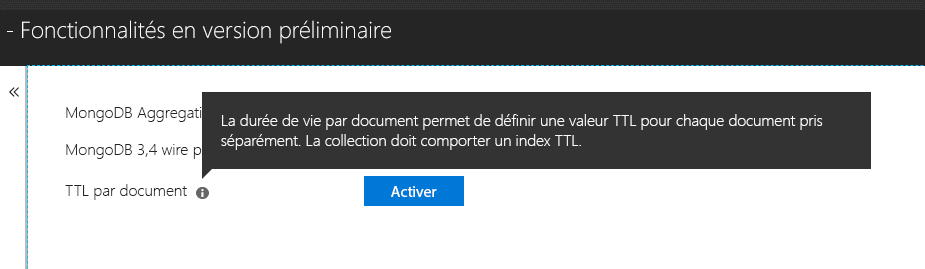 - Fonctionnalités en version préliminaire
«
La durée de vie par document permet de définir une valeur TTL pour chaque document pris
séparément. La collection doit comporter un index TTL.
MongoDB Aggregati
MongoDB 3,4 wire p
TTL par document
Activer